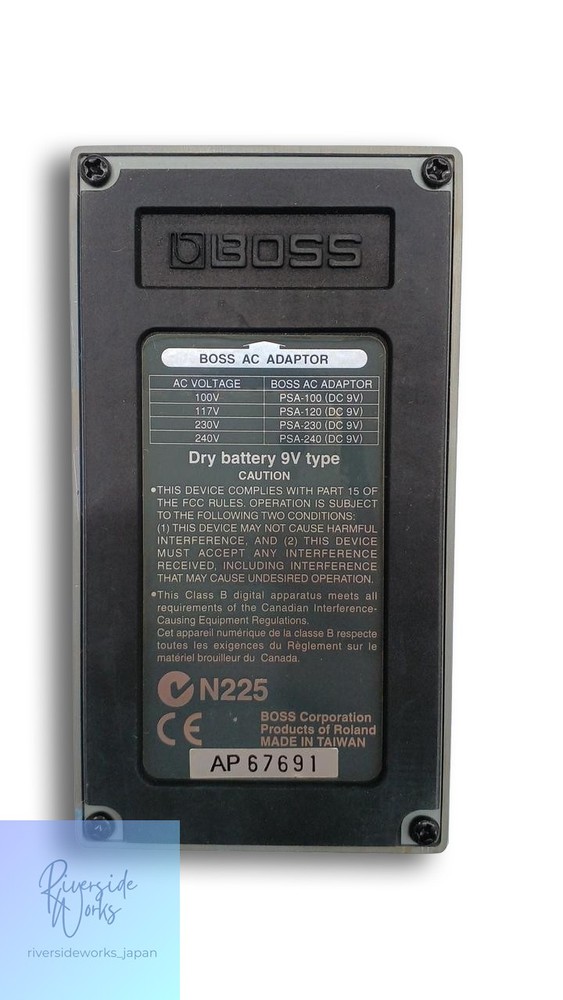 BOSS
BOSS AC ADAPTOR
AC VOLTAGE BOSS AC ADAPTOR
100V PSA-100 (DC 9V)
117V PSA-120 (DC 9V)
230V PSA-230 (DC 9V)
240V PSA-240 (DC 9V)
Dry battery 9V type
CAUTION
•THIS DEVICE COMPLIES WITH PART 15 OF
THE FCC RULES. OPERATION IS SUBJECT
TO THE FOLLOWING TWO CONDITIONS:
(1) THIS DEVICE MAY NOT CAUSE HARMFUL
INTERFERENCE, AND (2) THIS DEVICE
MUST ACCEPT ANY INTERFERENCE
RECEIVED, INCLUDING INTERFERENCE
THAT MAY CAUSE UNDESIRED OPERATION.
•This Class B digital apparatus meets all
requirements of the Canadian Interference-
Causing Equipment Regulations.
Cet appareil numérique de la classe B respecte
toutes les exigences du Règlement sur le
matériel brouilleur du Canada.
N225
CE
BOSS Corporation
Products of Roland
MADE IN TAIWAN
AP 67691
Riverside
Works
riversideworks_japan